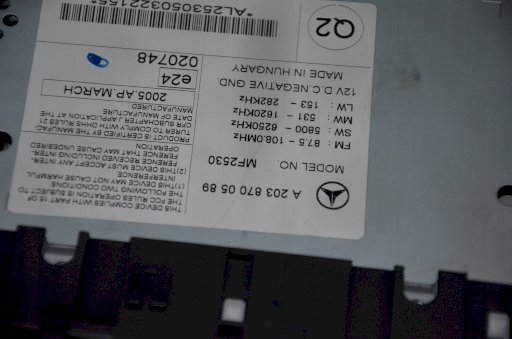 A 203 870 05 89
MODEL NO. MF2530
FM : 87.5 - 108.0MHz
SW : 5800 - 6250KHz
MW : 531 - 1620KHz
LW : 153 - 282KHz
12V D.C.NEGATIVE GND.
MADE IN HUNGARY
Q2
THIS DEVICE COMPLIES WITH PART 15 OF
THE FCC RULES OPERATION IS SUBJECT TO
THE FOLLOWING TWO CONDITIONS
(1)THIS DEVICE MAY NOT CAUSE HARMFUL
INTERFERENCE
(2)THIS DEVICE MUST ACCEPT ANY INTER-
FERENCE RECEIVED INCLUDING INTER-
FERENCE THAT MAY CAUSE UNDESIRED
OPERATION
PRODUCT IS CERTIFIED BY THE MANUFAC-
TURER TO COMPLY WITH DHHS RULES 21
CFR SUBCHAPTER J APPLICATION AT THE
DATE OF MANUFACTURE
MANUFACTURED
2005.AP.MARCH
e24
020748
*AL2530503221155*